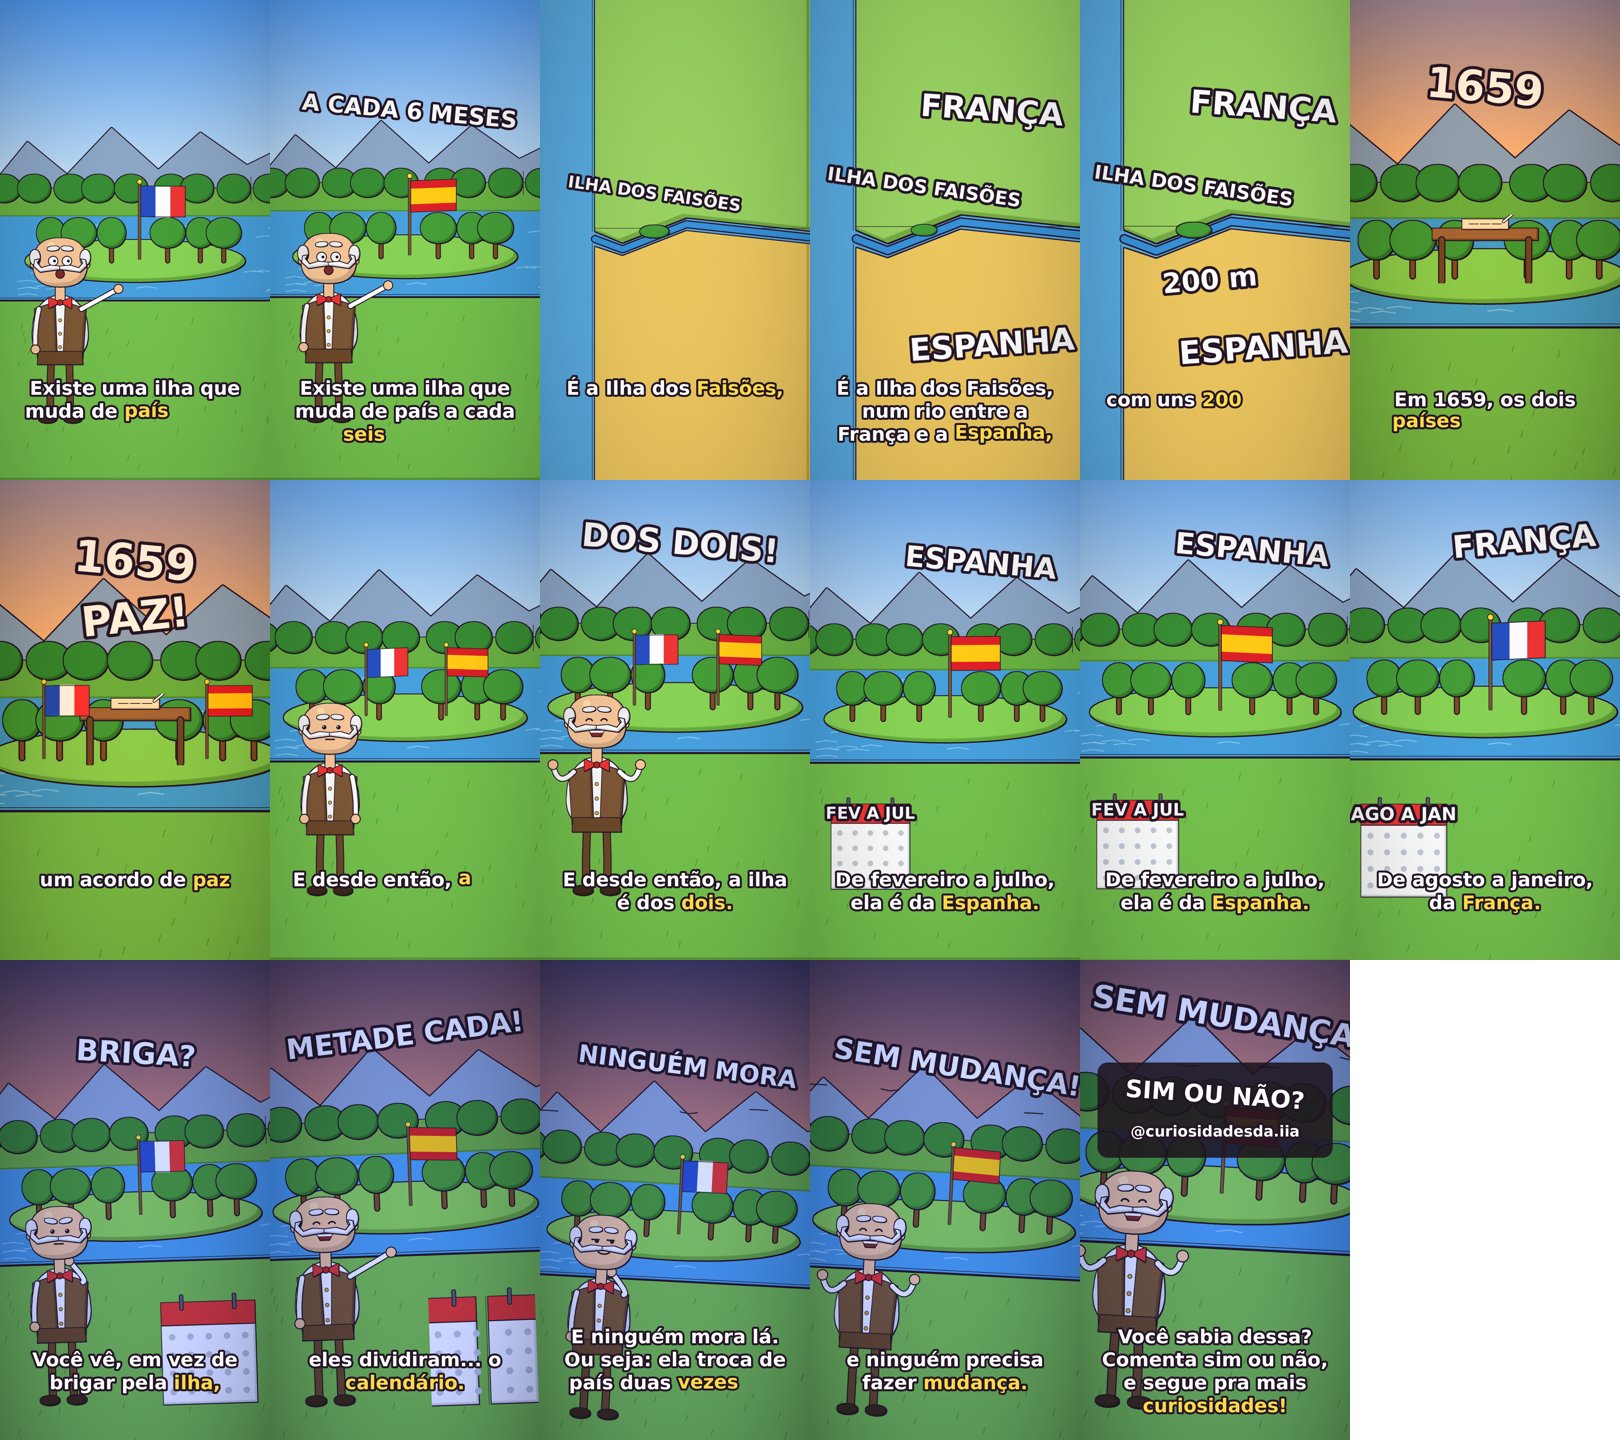 Existe uma ilha que
muda de país
A CADA 6 MESES
Existe uma ilha que
muda de país a cada
seis
ILHA DOS FAISÕES
É a Ilha dos Faisões,
FRANÇA
ILHA DOS FAISÕES
ESPANHA
É a Ilha dos Faisões,
num rio entre a
França e a Espanha,
FRANÇA
ILHA DOS FAISÕES
200 m
ESPANHA
com uns 200
1659
Em 1659, os dois
países
1659
PAZ!
um acordo de paz
E desde então, a
DOS DOIS!
E desde então, a ilha
é dos dois.
ESPANHA
FEV A JUL
De fevereiro a julho,
ela é da Espanha.
ESPANHA
FEV A JUL
De fevereiro a julho,
ela é da Espanha.
FRANÇA
AGO A JAN
De agosto a janeiro,
da França.
BRIGA?
Você vê, em vez de
brigar pela ilha,
METADE CADA!
eles dividiram... o
calendário.
NINGUÉM MORA
E ninguém mora lá.
Ou seja: ela troca de
país duas vezes
SEM MUDANÇA!
e ninguém precisa
fazer mudança.
SEM MUDANÇA
SIM OU NÃO?
@curiosidadesda.iia
Você sabia dessa?
Comenta sim ou não,
e segue pra mais
curiosidades!